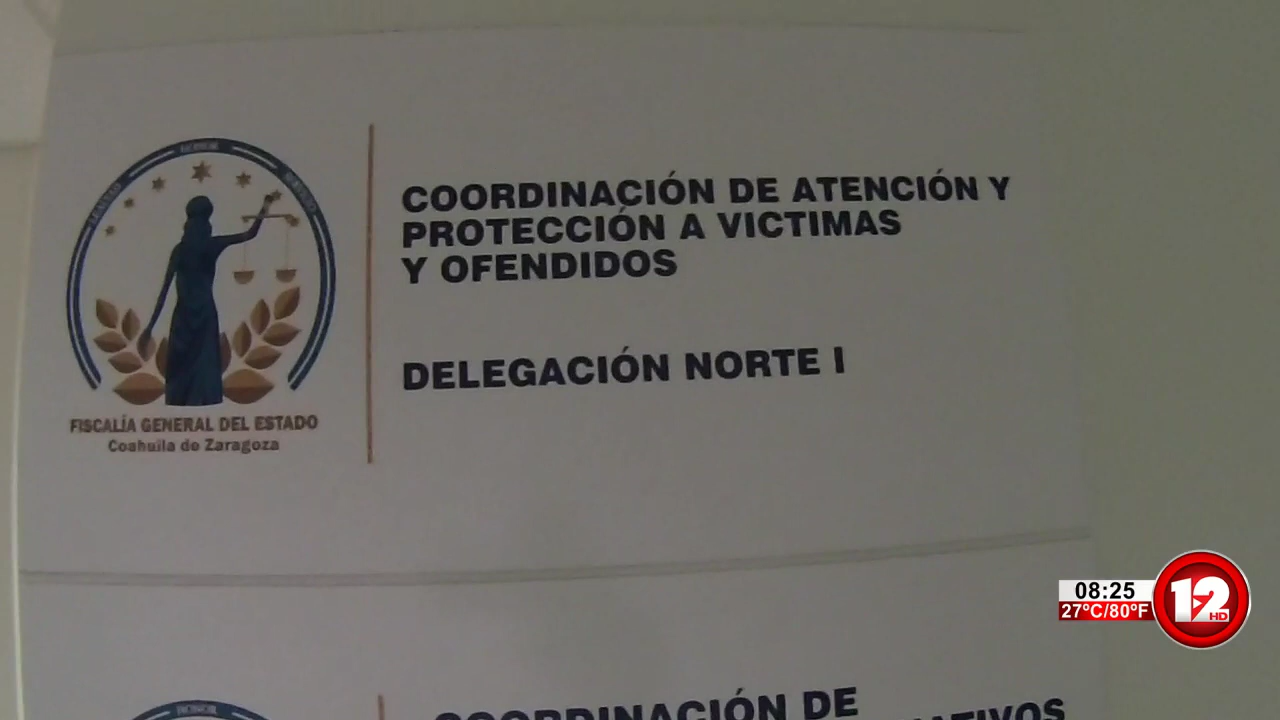 HONOR
COORDINACIÓN DE ATENCIÓN Y
PROTECCIÓN A VICTIMAS
Y OFENDIDOS
DELEGACIÓN NORTE I
FISCALÍA GENERAL DEL ESTADO
Coahuila de Zaragoza
08:25
27°C/80°F
12
HD
COORDINACIÓN DE